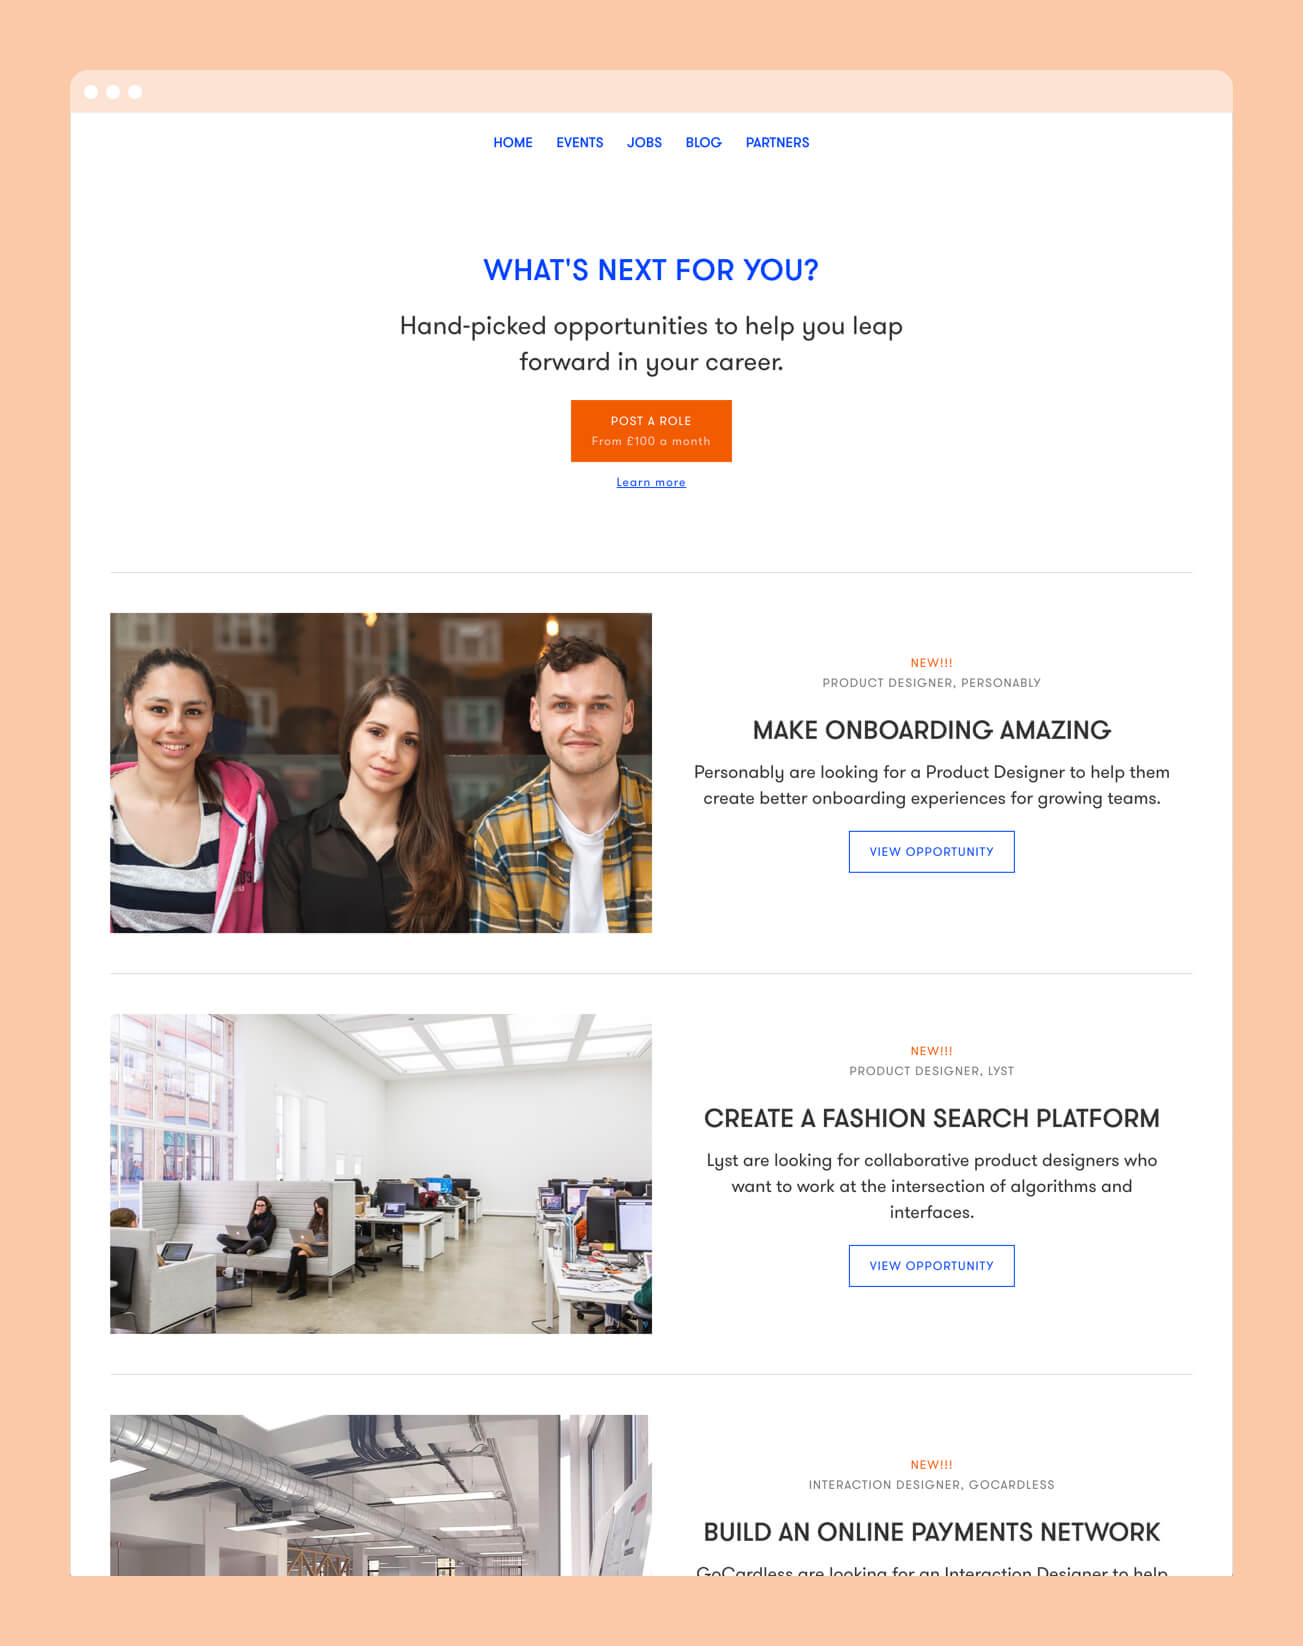 HOME EVENTS JOBS BLOG PARTNERS
WHAT'S NEXT FOR YOU?
Hand-picked opportunities to help you leap
forward in your career.
POST A ROLE
From £100 a month
Learn more
NEW!!!
PRODUCT DESIGNER, PERSONABLY
MAKE ONBOARDING AMAZING
Personably are looking for a Product Designer to help them
create better onboarding experiences for growing teams.
VIEW OPPORTUNITY
NEW!!!
PRODUCT DESIGNER, LYST
CREATE A FASHION SEARCH PLATFORM
Lyst are looking for collaborative product designers who
want to work at the intersection of algorithms and
interfaces.
VIEW OPPORTUNITY
NEW!!!
INTERACTION DESIGNER, GOCARDLESS
BUILD AN ONLINE PAYMENTS NETWORK
GoCardless are looking for an Interaction Designer to help